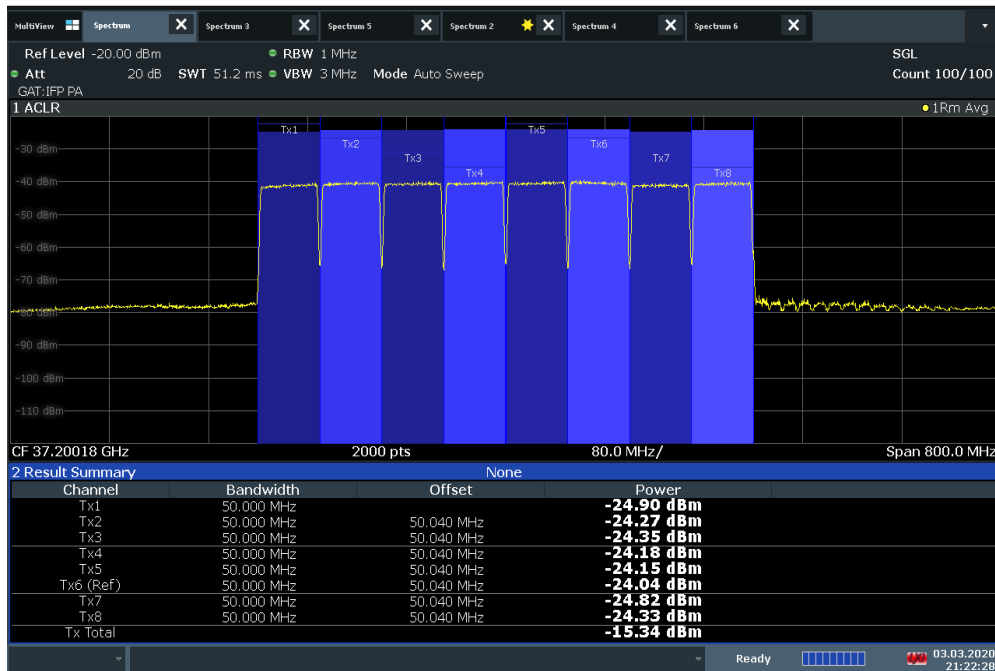 MultiView Spectrum Spectrum 3 Spectrum 5 Spectrum 2 Spectrum 4 Spectrum 6
Ref Level -20.00 dBm RBW 1 MHz SGL
Att 20 dB SWT 51.2 ms VBW 3 MHz Mode Auto Sweep Count 100/100
GAT:IFP PA
1 ACLR 1Rm Avg
Tx1 Tx5
Tx2 Tx6
-30 dBm
Tx3 Tx7
Tx4 Tx8
-40 dBm
-50 dBm
-60 dBm
-70 dBm
-80 dBm
-90 dBm
-100 dBm
-110 dBm
CF 37.20018 GHz 2000 pts 80.0 MHz/ Span 800.0 MHz
2 Result Summary None
Channel Bandwidth Offset Power
Tx1 50.000 MHz -24.90 dBm
Tx2 50.000 MHz 50.040 MHz -24.27 dBm
Tx3 50.000 MHz 50.040 MHz -24.35 dBm
Tx4 50.000 MHz 50.040 MHz -24.18 dBm
Tx5 50.000 MHz 50.040 MHz -24.15 dBm
Tx6 (Ref) 50.000 MHz 50.040 MHz -24.04 dBm
Tx7 50.000 MHz 50.040 MHz -24.82 dBm
Tx8 50.000 MHz 50.040 MHz -24.33 dBm
Tx Total -15.34 dBm
Ready 03.03.2020
21:22:28